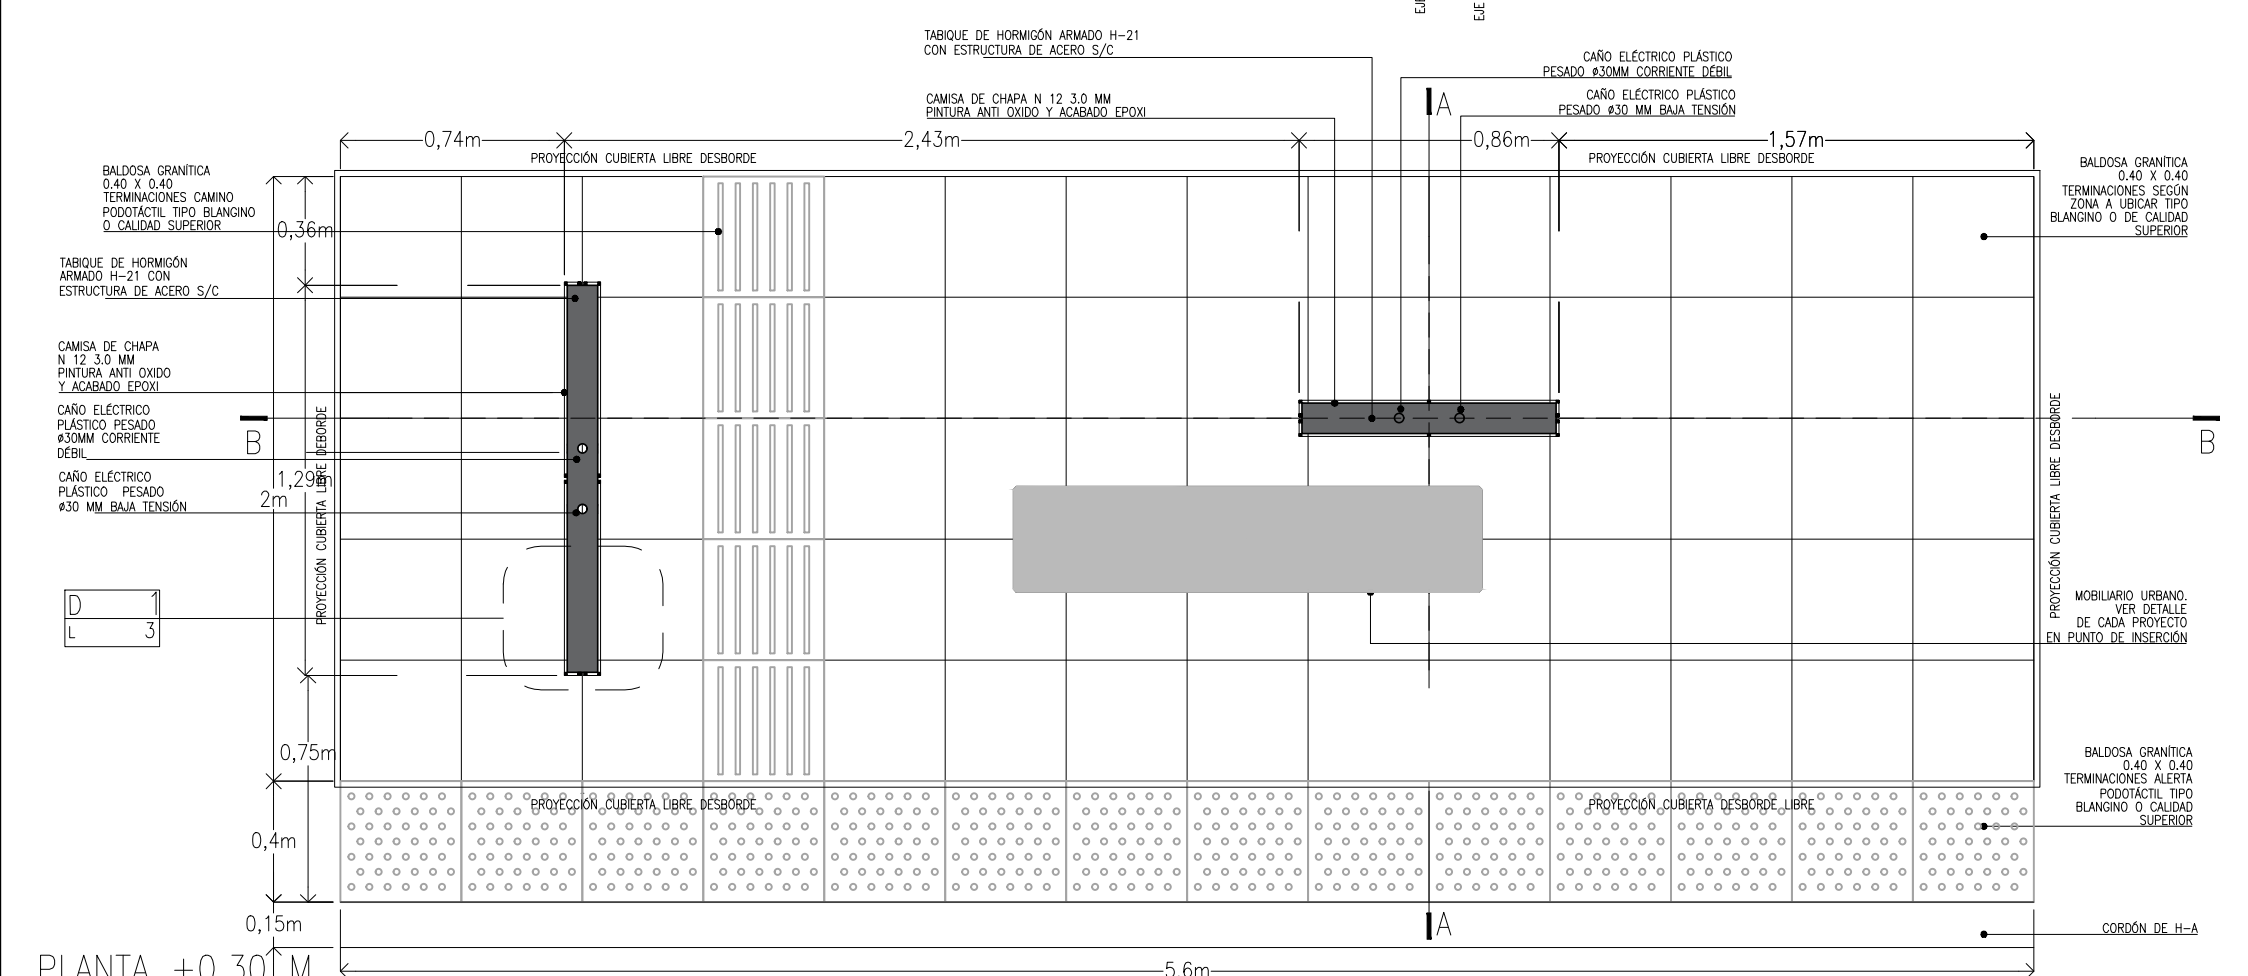 EJE
TABIQUE DE HORMIGÓN ARMADO H-21
CON ESTRUCTURA DE ACERO S/C
CAÑO ELÉCTRICO PLÁSTICO
PESADO Ø30MM CORRIENTE DÉBIL
CAMISA DE CHAPA N 12 3.0 MM
PINTURA ANTI OXIDO Y ACABADO EPOXI
CAÑO ELÉCTRICO PLÁSTICO
PESADO Ø30 MM BAJA TENSIÓN
A
0,74m
2,43m
0,86m
1,57m
PROYECCIÓN CUBIERTA LIBRE DESBORDE
PROYECCIÓN CUBIERTA LIBRE DESBORDE
BALDOSA GRANÍTICA
0.40 X 0.40
TERMINACIONES CAMINO
PODOTÁCTIL TIPO BLANGINO
O CALIDAD SUPERIOR
0,36m
BALDOSA GRANÍTICA
0.40 X 0.40
TERMINACIONES SEGÚN
ZONA A UBICAR TIPO
BLANGINO O DE CALIDAD
SUPERIOR
TABIQUE DE HORMIGÓN
ARMADO H-21 CON
ESTRUCTURA DE ACERO S/C
CAMISA DE CHAPA
N 12 3.0 MM
PINTURA ANTI OXIDO
Y ACABADO EPOXI
CAÑO ELÉCTRICO
PLÁSTICO PESADO
Ø30MM CORRIENTE
DÉBIL
B
B
CAÑO ELÉCTRICO
PLÁSTICO PESADO
Ø30 MM BAJA TENSIÓN
1,29m
2m
PROYECCIÓN CUBIERTA LIBRE DEBORDE
PROYECCIÓN CUBIERTA LIBRE DESBORDE
D 1
L 3
MOBILIARIO URBANO.
VER DETALLE
DE CADA PROYECTO
EN PUNTO DE INSERCIÓN
0,75m
BALDOSA GRANÍTICA
0.40 X 0.40
TERMINACIONES ALERTA
PODOTÁCTIL TIPO
BLANGINO O CALIDAD
SUPERIOR
PROYECCIÓN CUBIERTA LIBRE DESBORDE
PROYECCIÓN CUBIERTA DESBORDE LIBRE
0,4m
0,15m
A
CORDÓN DE H-A
PLANTA +0.30 M
5,6m